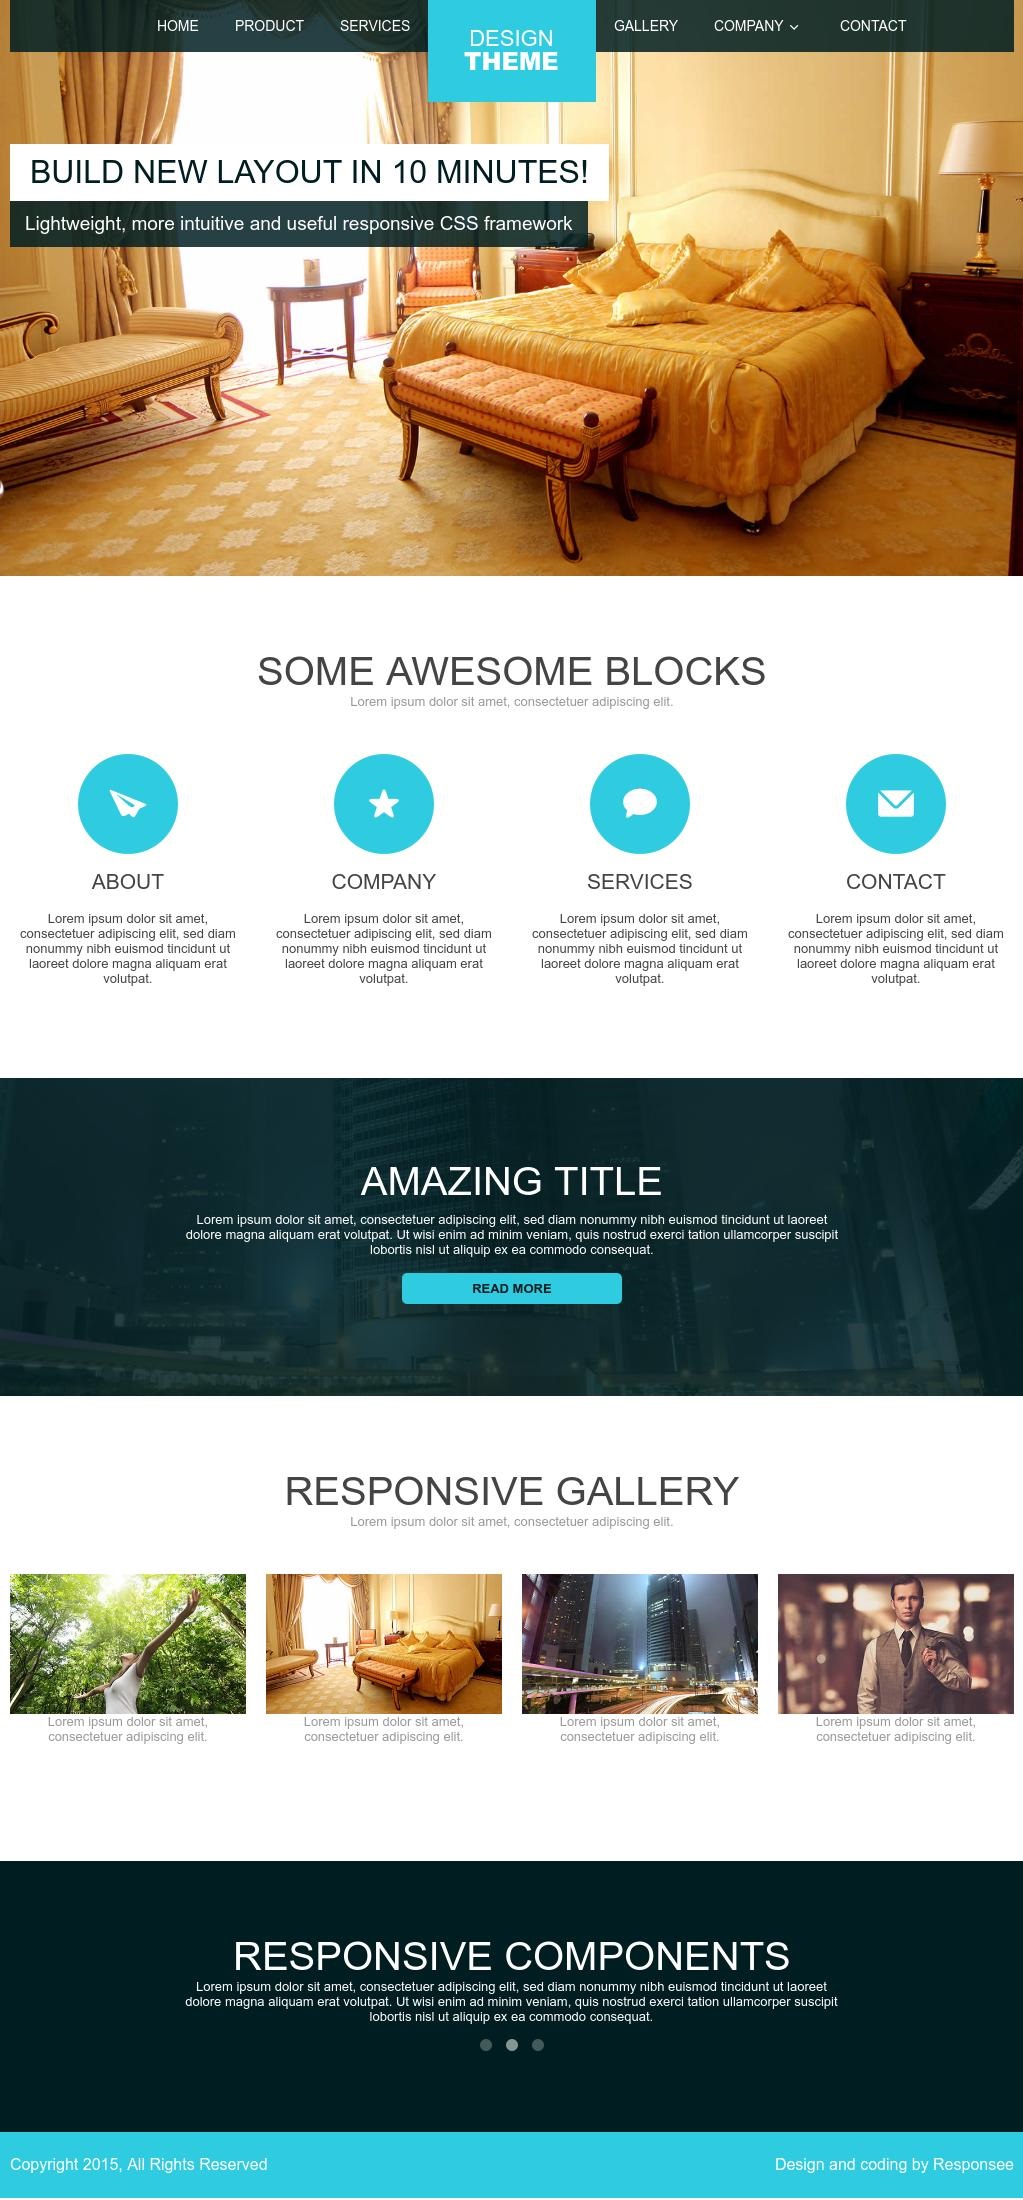 HOME PRODUCT SERVICES DESIGN THEME GALLERY COMPANY CONTACT
BUILD NEW LAYOUT IN 10 MINUTES!
Lightweight, more intuitive and useful responsive CSS framework
SOME AWESOME BLOCKS
Lorem ipsum dolor sit amet, consectetuer adipiscing elit.
ABOUT
Lorem ipsum dolor sit amet,
consectetuer adipiscing elit, sed diam
nonummy nibh euismod tincidunt ut
laoreet dolore magna aliquam erat
volutpat.
COMPANY
Lorem ipsum dolor sit amet,
consectetuer adipiscing elit, sed diam
nonummy nibh euismod tincidunt ut
laoreet dolore magna aliquam erat
volutpat.
SERVICES
Lorem ipsum dolor sit amet,
consectetuer adipiscing elit, sed diam
nonummy nibh euismod tincidunt ut
laoreet dolore magna aliquam erat
volutpat.
CONTACT
Lorem ipsum dolor sit amet,
consectetuer adipiscing elit, sed diam
nonummy nibh euismod tincidunt ut
laoreet dolore magna aliquam erat
volutpat.
AMAZING TITLE
Lorem ipsum dolor sit amet, consectetuer adipiscing elit, sed diam nonummy nibh euismod tincidunt ut laoreet
dolore magna aliquam erat volutpat. Ut wisi enim ad minim veniam, quis nostrud exerci tation ullamcorper suscipit
lobortis nisl ut aliquip ex ea commodo consequat.
READ MORE
RESPONSIVE GALLERY
Lorem ipsum dolor sit amet, consectetuer adipiscing elit.
Lorem ipsum dolor sit amet,
consectetuer adipiscing elit.
Lorem ipsum dolor sit amet,
consectetuer adipiscing elit.
Lorem ipsum dolor sit amet,
consectetuer adipiscing elit.
Lorem ipsum dolor sit amet,
consectetuer adipiscing elit.
RESPONSIVE COMPONENTS
Lorem ipsum dolor sit amet, consectetuer adipiscing elit, sed diam nonummy nibh euismod tincidunt ut laoreet
dolore magna aliquam erat volutpat. Ut wisi enim ad minim veniam, quis nostrud exerci tation ullamcorper suscipit
lobortis nisl ut aliquip ex ea commodo consequat.
Copyright 2015, All Rights Reserved
Design and coding by Responsee